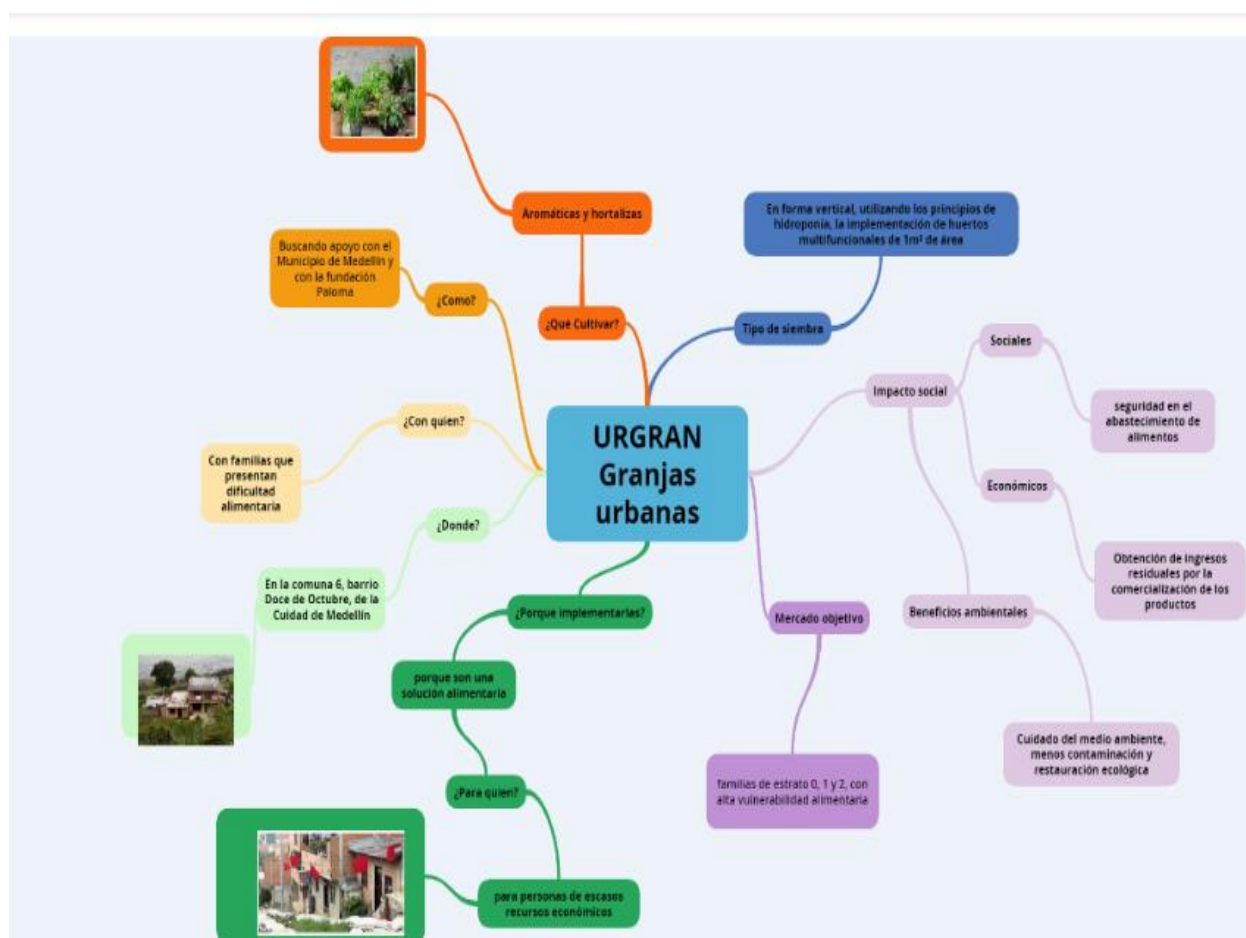 URGRAN
Granjas
urbanas
¿Qué Cultivar?
Aromáticas y hortalizas
Tipo de siembra
En forma vertical, utilizando los principios de
hidroponía, la implementación de huertos
multifuncionales de 1m² de área
¿Como?
Buscando apoyo con el
Municipio de Medellín y
con la fundación
Paloma
¿Con quien?
Con familias que
presentan
dificultad
alimentaria
¿Donde?
En la comuna 6, barrio
Doce de Octubre, de la
Cuidad de Medellín
¿Porque implementarlas?
porque son una
solución alimentaria
¿Para quien?
para personas de escasos
recursos económicos
Mercado objetivo
familias de estrato 0, 1 y 2, con
alta vulnerabilidad alimentaria
Impacto social
Sociales
seguridad en el
abastecimiento de
alimentos
Económicos
Obtención de ingresos
residuales por la
comercialización de los
productos
Beneficios ambientales
Cuidado del medio ambiente,
menos contaminación y
restauración ecológica